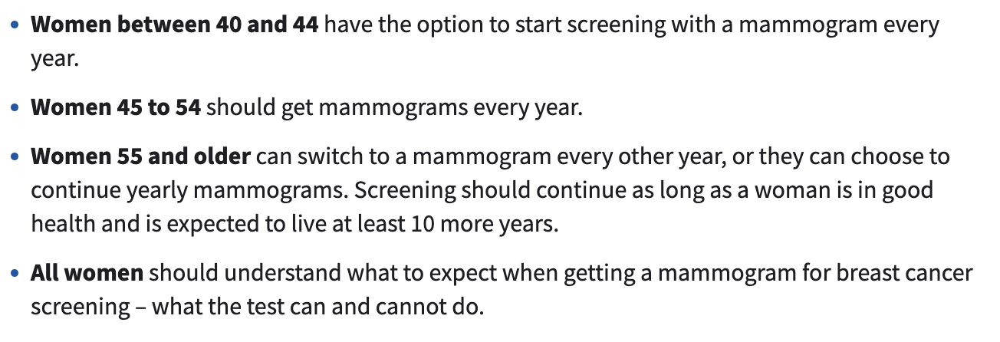 • Women between 40 and 44 have the option to start screening with a mammogram every
year.
• Women 45 to 54 should get mammograms every year.
• Women 55 and older can switch to a mammogram every other year, or they can choose to
continue yearly mammograms. Screening should continue as long as a woman is in good
health and is expected to live at least 10 more years.
• All women should understand what to expect when getting a mammogram for breast cancer
screening – what the test can and cannot do.